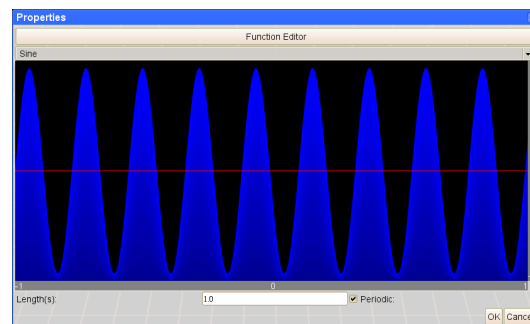 Properties
Function Editor
Sine
-1 0 1
Length(s): 1.0 Periodic:
OK Cance